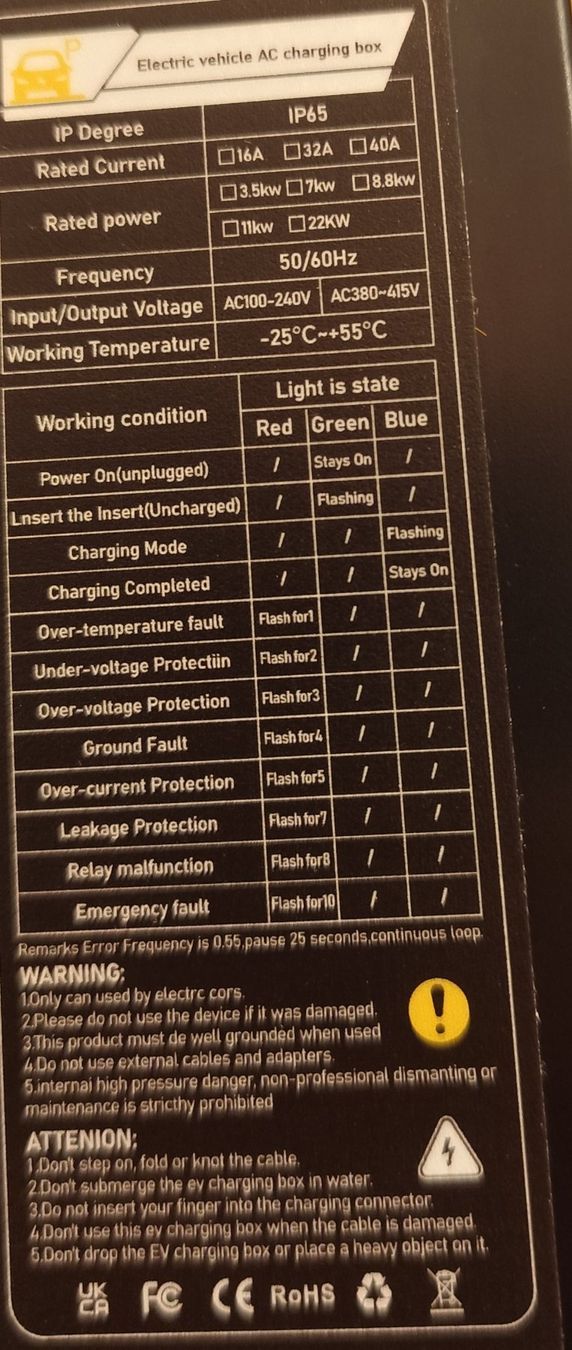 P
Electric vehicle AC charging box
IP Degree IP65
Rated Current □16A □32A □40A
Rated power □3.5kw □7kw □8.8kw
□11kw □22KW
Frequency 50/60Hz
Input/Output Voltage AC100-240V AC380~415V
Working Temperature -25°C~+55°C
Working condition Light is state
Red Green Blue
Power On(unplugged) / Stays On /
Lnsert the Insert(Uncharged) / Flashing /
Charging Mode / / Flashing
Charging Completed / / Stays On
Over-temperature fault Flash for1 / /
Under-voltage Protectiin Flash for2 / /
Over-voltage Protection Flash for3 / /
Ground Fault Flash for4 / /
Over-current Protection Flash for5 / /
Leakage Protection Flash for7 / /
Relay malfunction Flash for8 / /
Emergency fault Flash for10 / /
Remarks Error Frequency is 0.55,pause 25 seconds,continuous loop.
WARNING:
1.Only can used by electrc cors.
2.Please do not use the device if it was damaged.
3.This product must de well grounded when used
4.Do not use external cables and adapters.
5.internai high pressure danger, non-professional dismanting or
maintenance is stricthy prohibited
ATTENION:
1.Don't step on, fold or knot the cable.
2.Don't submerge the ev charging box in water.
3.Do not insert your finger into the charging connector.
4.Don't use this ev charging box when the cable is damaged.
5.Don't drop the EV charging box or place a heavy object on it.
UK CA FC CE RoHS